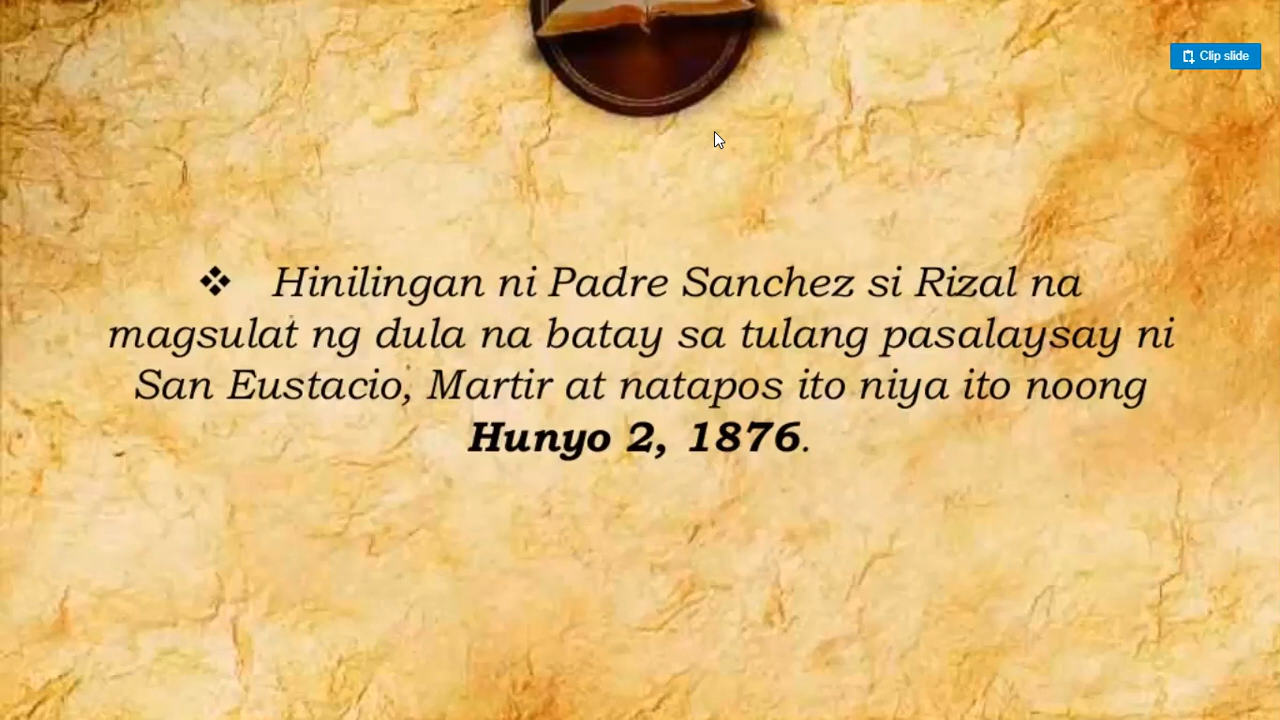 Clip slide
❖ Hinilingan ni Padre Sanchez si Rizal na
magsulat ng dula na batay sa tulang pasalaysay ni
San Eustacio, Martir at natapos ito niya ito noong
Hunyo 2, 1876.